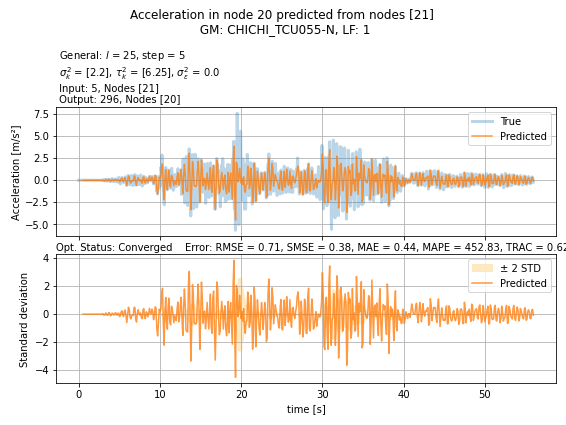 Acceleration in node 20 predicted from nodes [21]
GM: CHICHI_TCU055-N, LF: 1
General: l = 25, step = 5
σ²ₖ = [2.2], τ²ₖ = [6.25], σ²ε = 0.0
Input: 5, Nodes [21]
Output: 296, Nodes [20]
Acceleration [m/s²]
7.5
5.0
2.5
0.0
−2.5
−5.0
True
Predicted
Opt. Status: Converged Error: RMSE = 0.71, SMSE = 0.38, MAE = 0.44, MAPE = 452.83, TRAC = 0.62
Standard deviation
4
2
0
−2
−4
± 2 STD
Predicted
0 10 20 30 40 50
time [s]